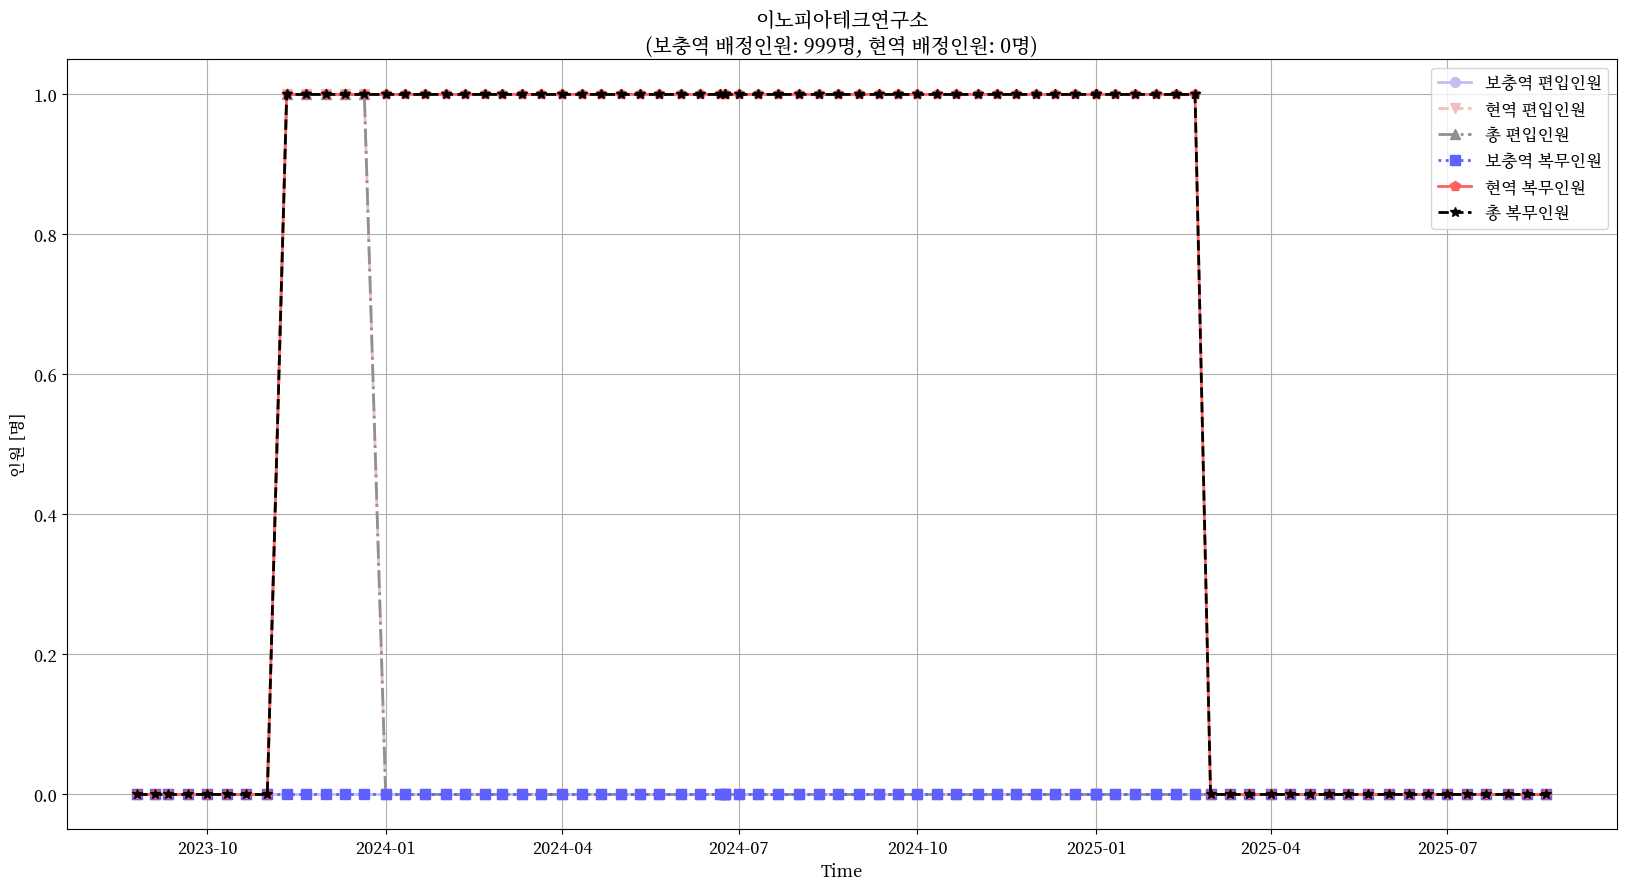 이노피아테크연구소
(보충역 배정인원: 999명, 현역 배정인원: 0명)
1.0
0.8
0.6
0.4
0.2
0.0
인원 [명]
보충역 편입인원
현역 편입인원
총 편입인원
보충역 복무인원
현역 복무인원
총 복무인원
2023-10
2024-01
2024-04
2024-07
2024-10
2025-01
2025-04
2025-07
Time